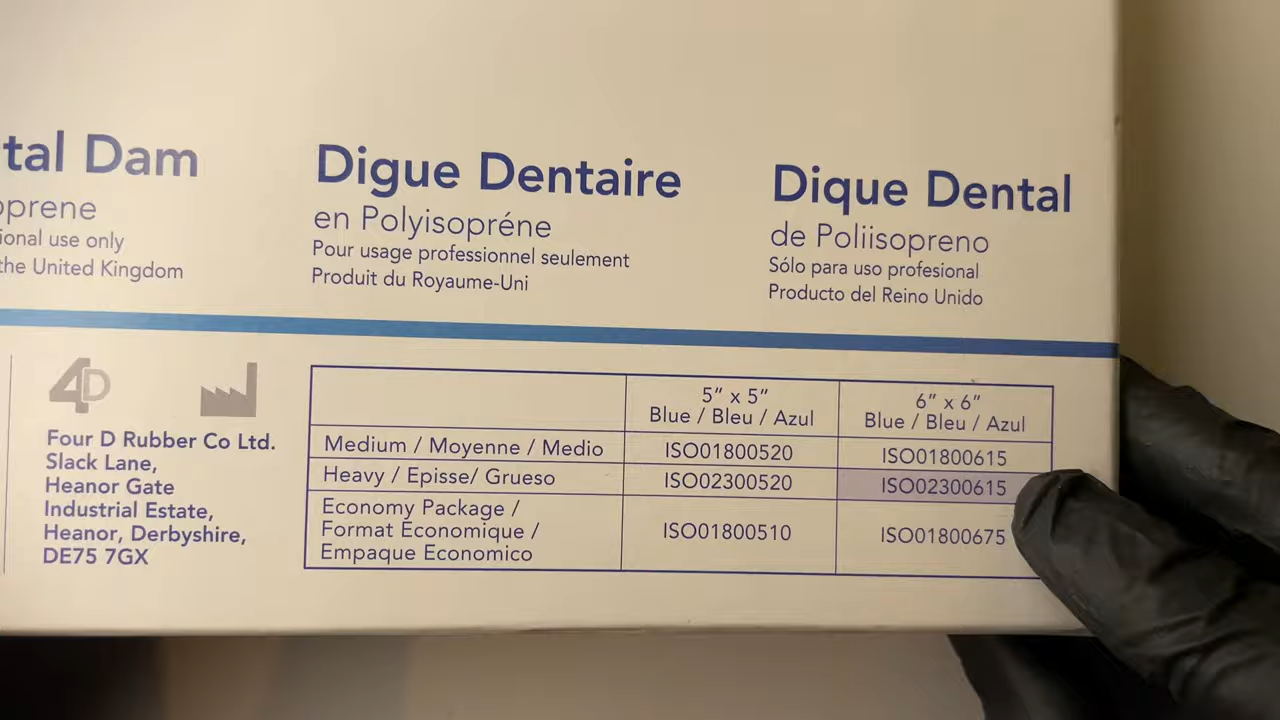 tal Dam
oprene
ional use only
the United Kingdom
Digue Dentaire
en Polyisopréne
Pour usage professionnel seulement
Produit du Royaume-Uni
Dique Dental
de Poliisopreno
Sólo para uso profesional
Producto del Reino Unido
4D
Four D Rubber Co Ltd.
Slack Lane,
Heanor Gate
Industrial Estate,
Heanor, Derbyshire,
DE75 7GX
5” x 5”
Blue / Bleu / Azul
6” x 6”
Blue / Bleu / Azul
Medium / Moyenne / Medio
ISO01800520
ISO01800615
Heavy / Episse/ Grueso
ISO02300520
ISO02300615
Economy Package /
Format Économique /
Empaque Economico
ISO01800510
ISO01800675